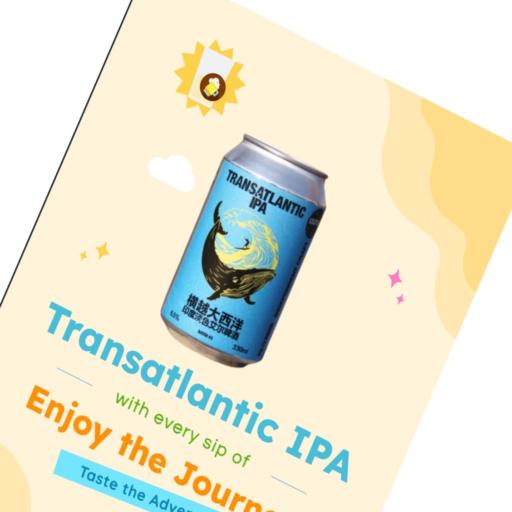 TRANSATLANTIC
IPA
横越大西洋
印度淡色艾尔啤酒
330ml
Transatlantic IPA
with every sip of
Enjoy the Journ
Taste the Adver